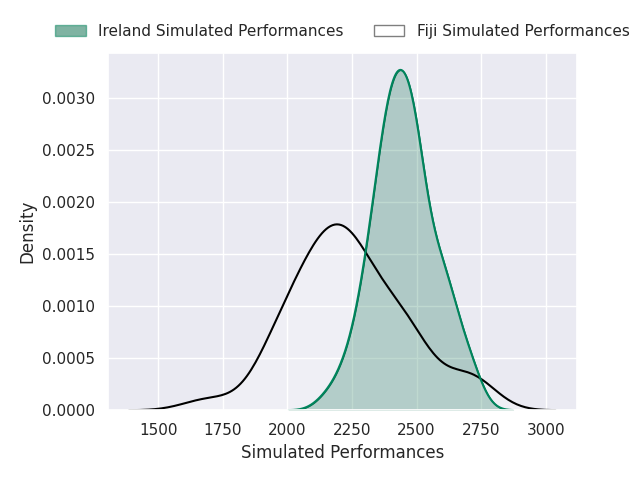 Ireland Simulated Performances
Fiji Simulated Performances
0.0030
0.0025
0.0020
0.0015
0.0010
0.0005
0.0000
Density
1500 1750 2000 2250 2500 2750 3000
Simulated Performances